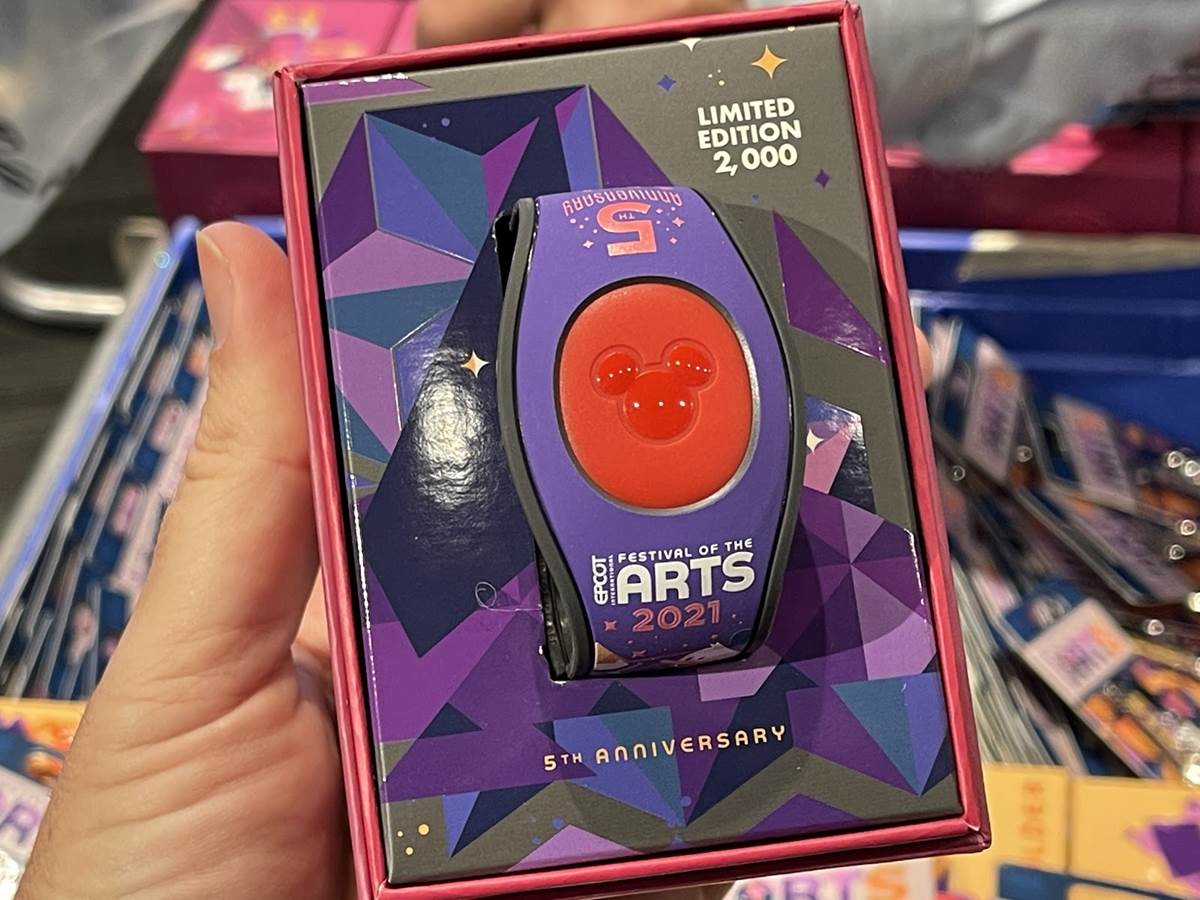 LIMITED
EDITION
2,000
ANNIVERSARY
5TH
EPCOT
INTERNATIONAL
FESTIVAL OF THE
ARTS
2021
5TH ANNIVERSARY